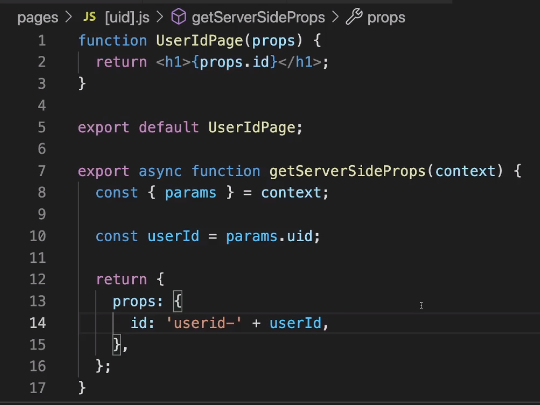 pages > JS [uid].js > getServerSideProps > props
1 function UserIdPage(props) {
2 return <h1>{props.id}</h1>;
3 }
4
5 export default UserIdPage;
6
7 export async function getServerSideProps(context) {
8 const { params } = context;
9
10 const userId = params.uid;
11
12 return {
13 props: {
14 id: 'userid-' + userId,
15 },
16 };
17 }